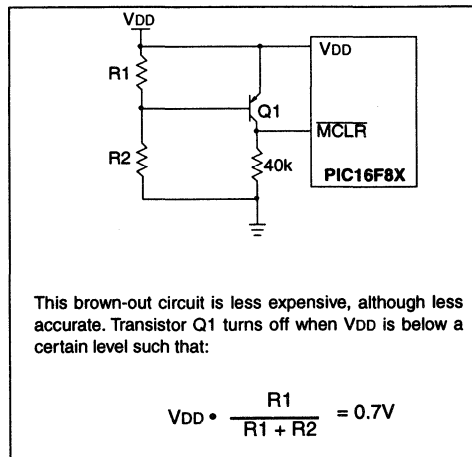 VDD
VDD
R1
Q1
MCLR
R2
40k
PIC16F8X
This brown-out circuit is less expensive, although less
accurate. Transistor Q1 turns off when VDD is below a
certain level such that:
VDD • R1 / R1 + R2 = 0.7V